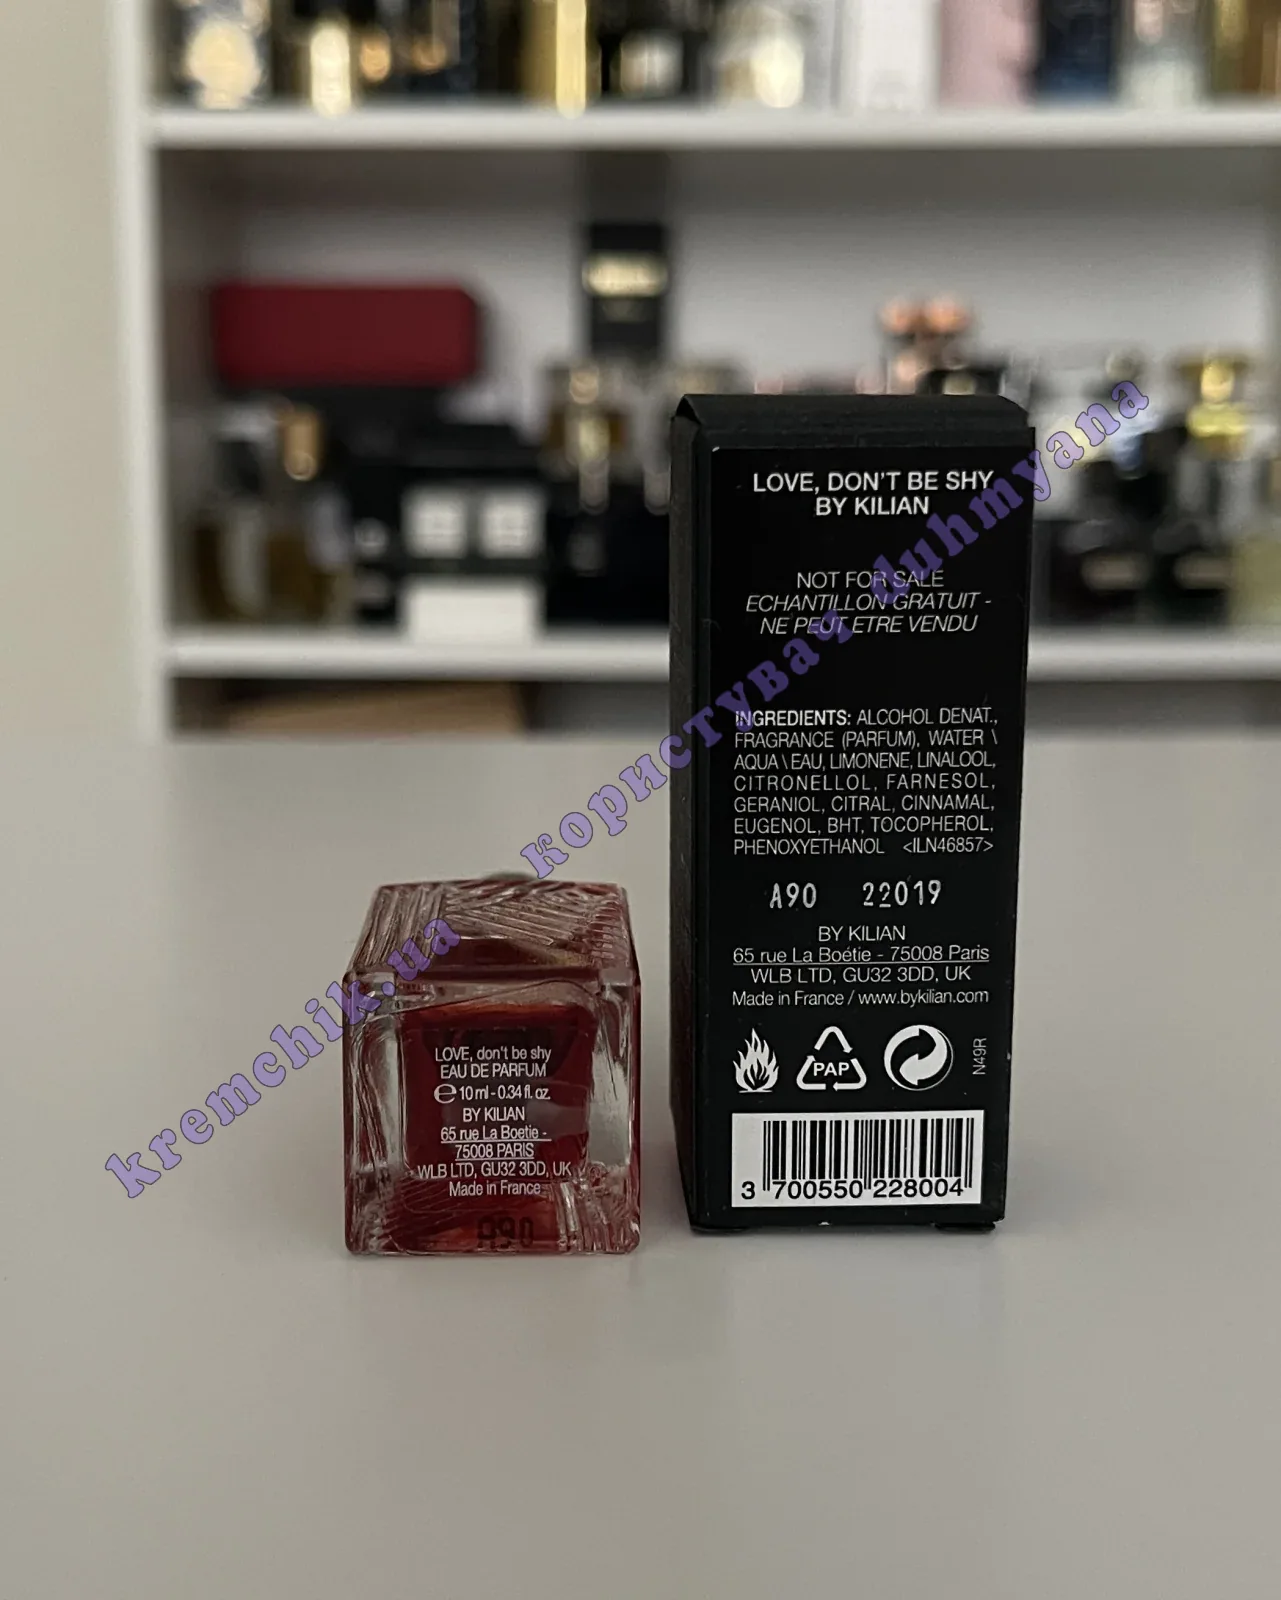 LOVE, DON'T BE SHY
BY KILIAN
NOT FOR SALE
ECHANTILLON GRATUIT -
NE PEUT ETRE VENDU
INGREDIENTS: ALCOHOL DENAT.,
FRAGRANCE (PARFUM), WATER \
AQUA \ EAU, LIMONENE, LINALOOL,
CITRONELLOL, FARNESOL,
GERANIOL, CITRAL, CINNAMAL,
EUGENOL, BHT, TOCOPHEROL,
PHENOXYETHANOL <ILN46857>
A90 22019
BY KILIAN
65 rue La Boétie - 75008 Paris
WLB LTD, GU32 3DD, UK
Made in France / www.bykilian.com
PAP
N49R
3 700550 228004
LOVE, don't be shy
EAU DE PARFUM
℮ 10 ml - 0.34 fl. oz.
BY KILIAN
65 rue La Boetie -
75008 PARIS
WLB LTD, GU32 3DD, UK
Made in France
A90
kremchik.ua користувач duhmyana